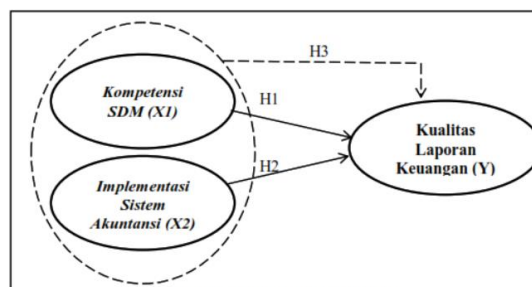 H3
Kompetensi
SDM (X1)
H1
Kualitas
Laporan
Keuangan (Y)
H2
Implementasi
Sistem
Akuntansi (X2)